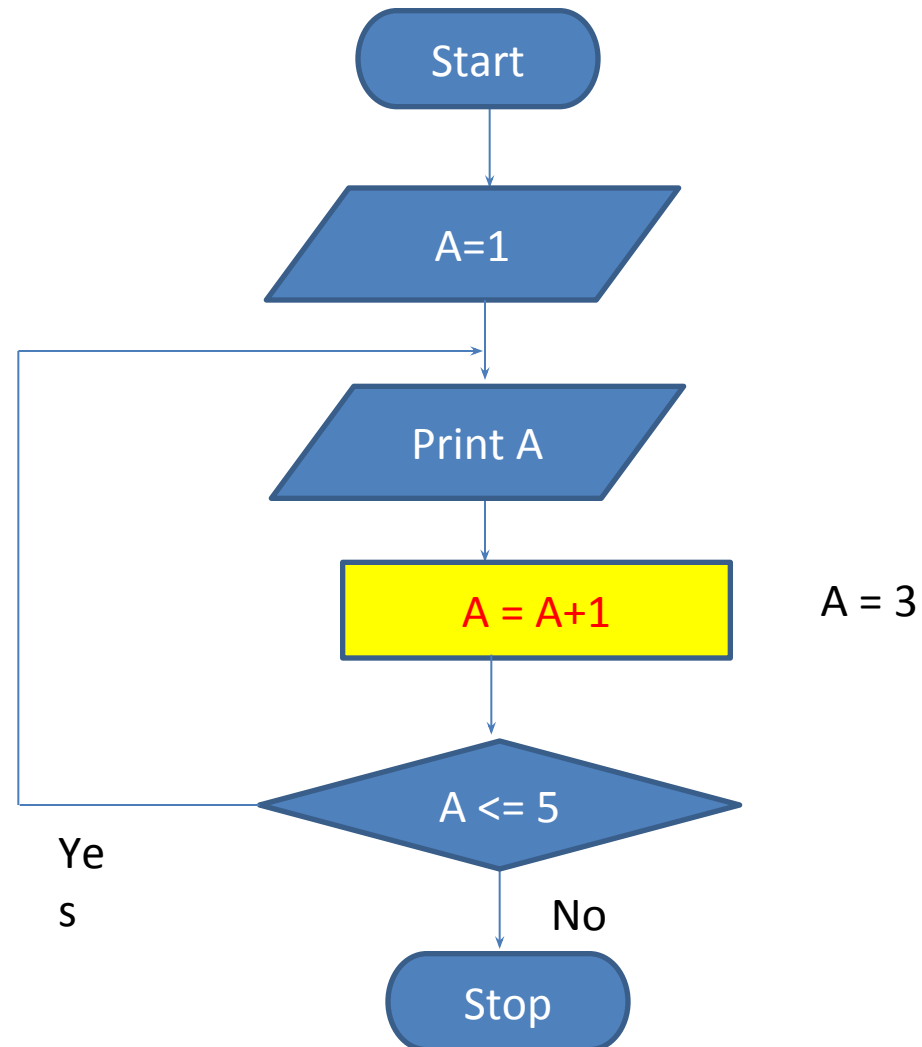 Start
A=1
Print A
A = A+1
A = 3
A <= 5
Ye
s
No
Stop